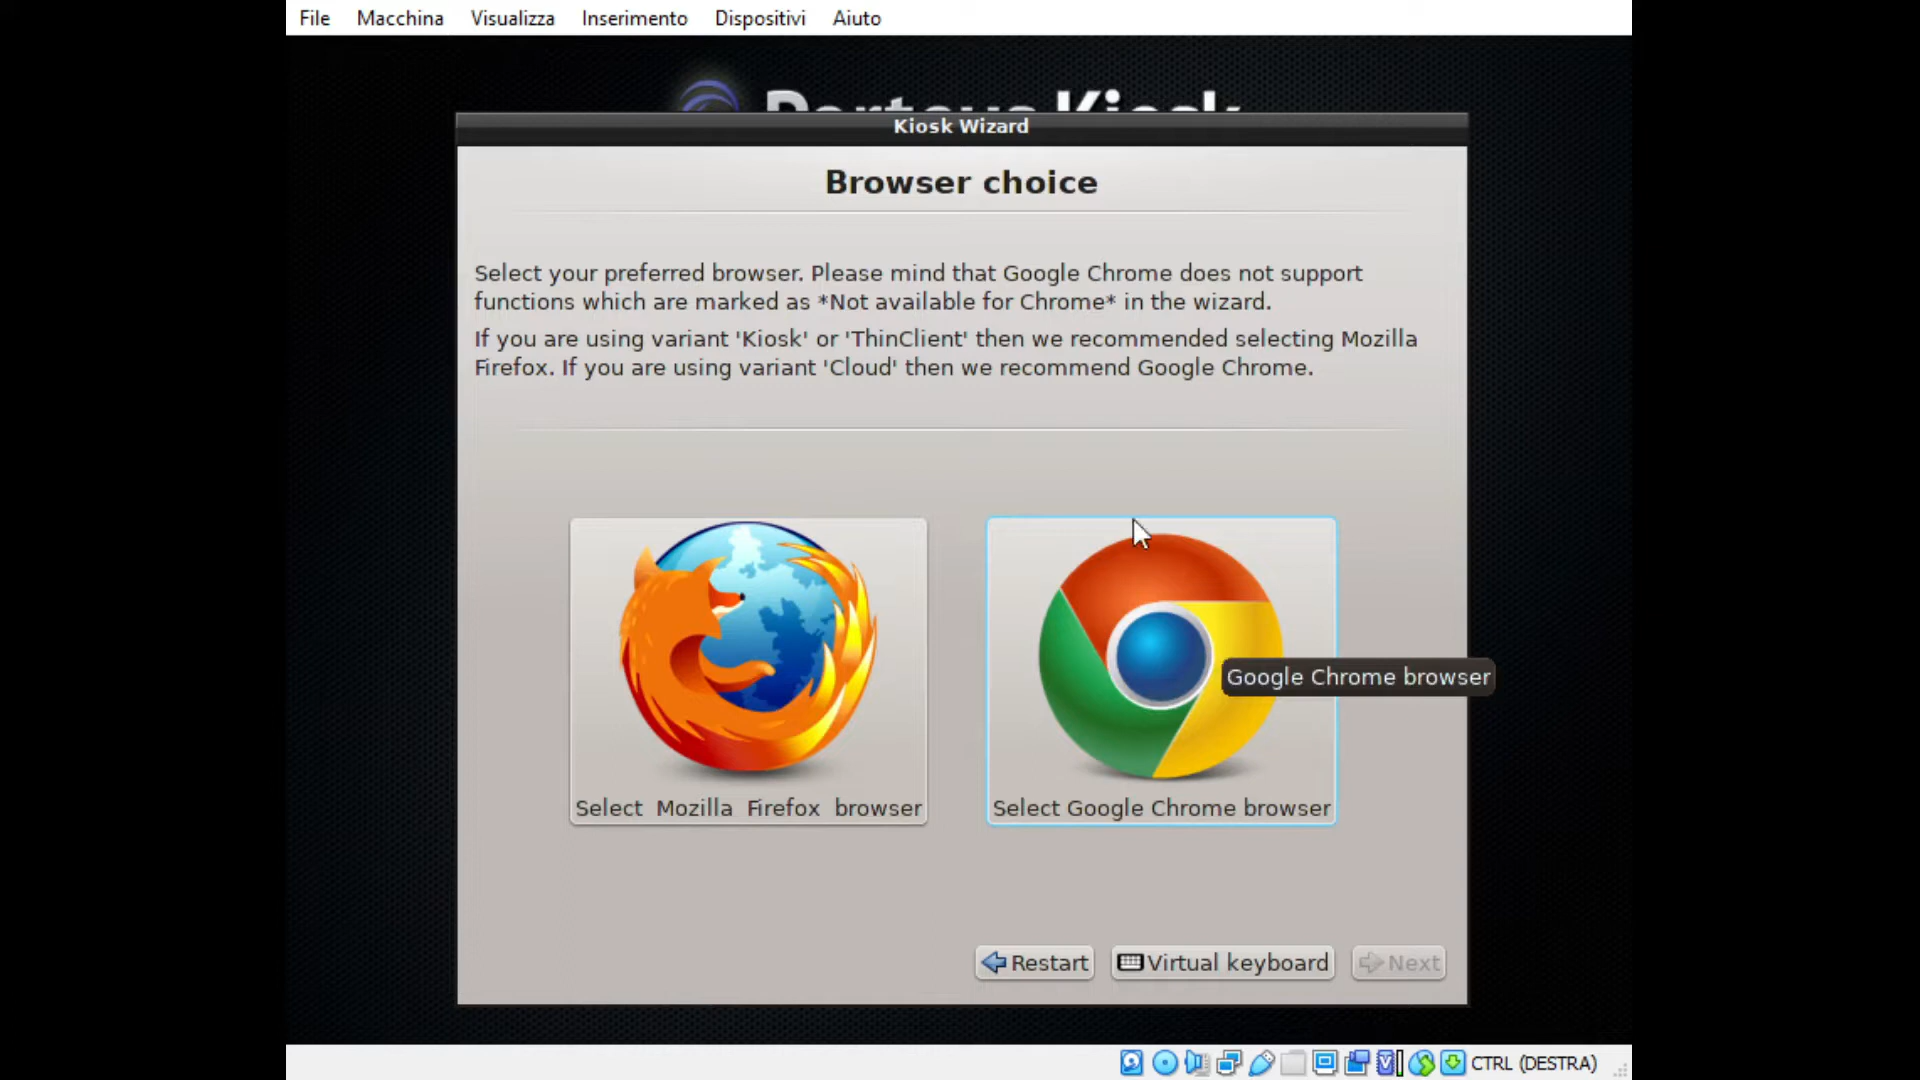 File Macchina Visualizza Inserimento Dispositivi Aiuto
Porteus Kiosk
Kiosk Wizard
Browser choice
Select your preferred browser. Please mind that Google Chrome does not support
functions which are marked as *Not available for Chrome* in the wizard.
If you are using variant 'Kiosk' or 'ThinClient' then we recommended selecting Mozilla
Firefox. If you are using variant 'Cloud' then we recommend Google Chrome.
Google Chrome browser
Select Mozilla Firefox browser Select Google Chrome browser
Restart Virtual keyboard Next
CTRL (DESTRA)